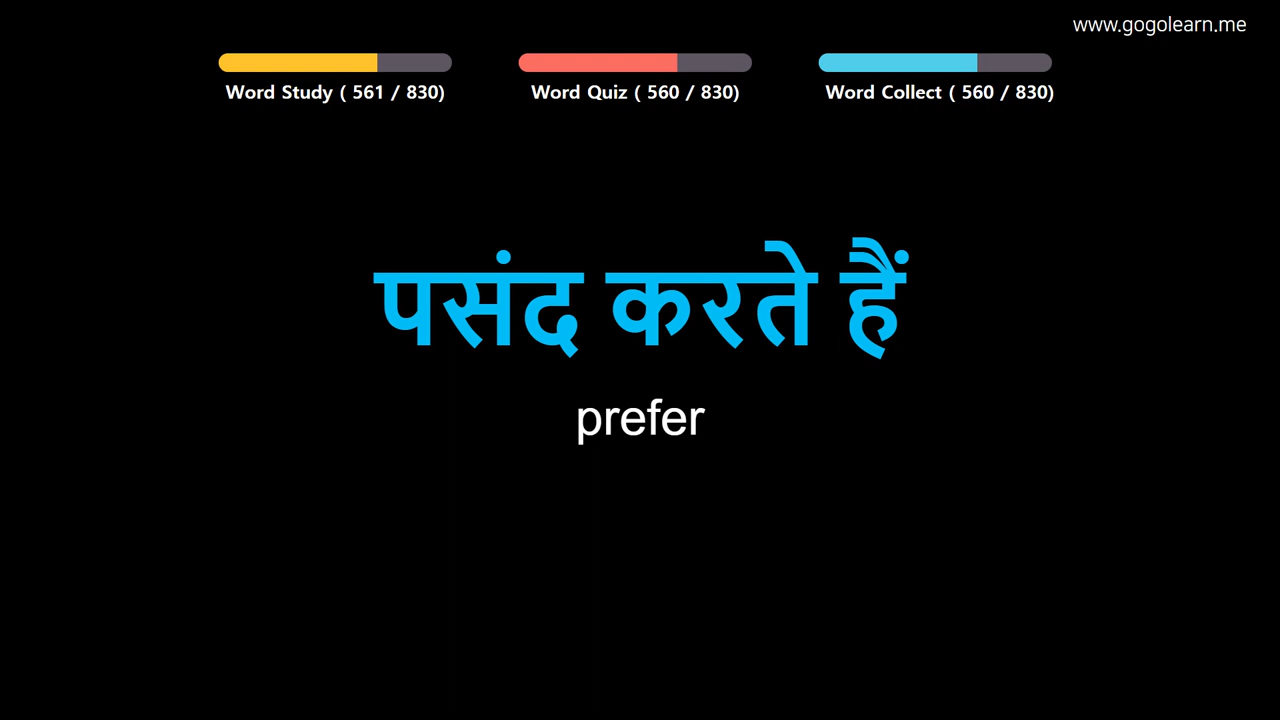 www.gogolearn.me
Word Study ( 561 / 830)
Word Quiz ( 560 / 830)
Word Collect ( 560 / 830)
पसंद करते हैं
prefer